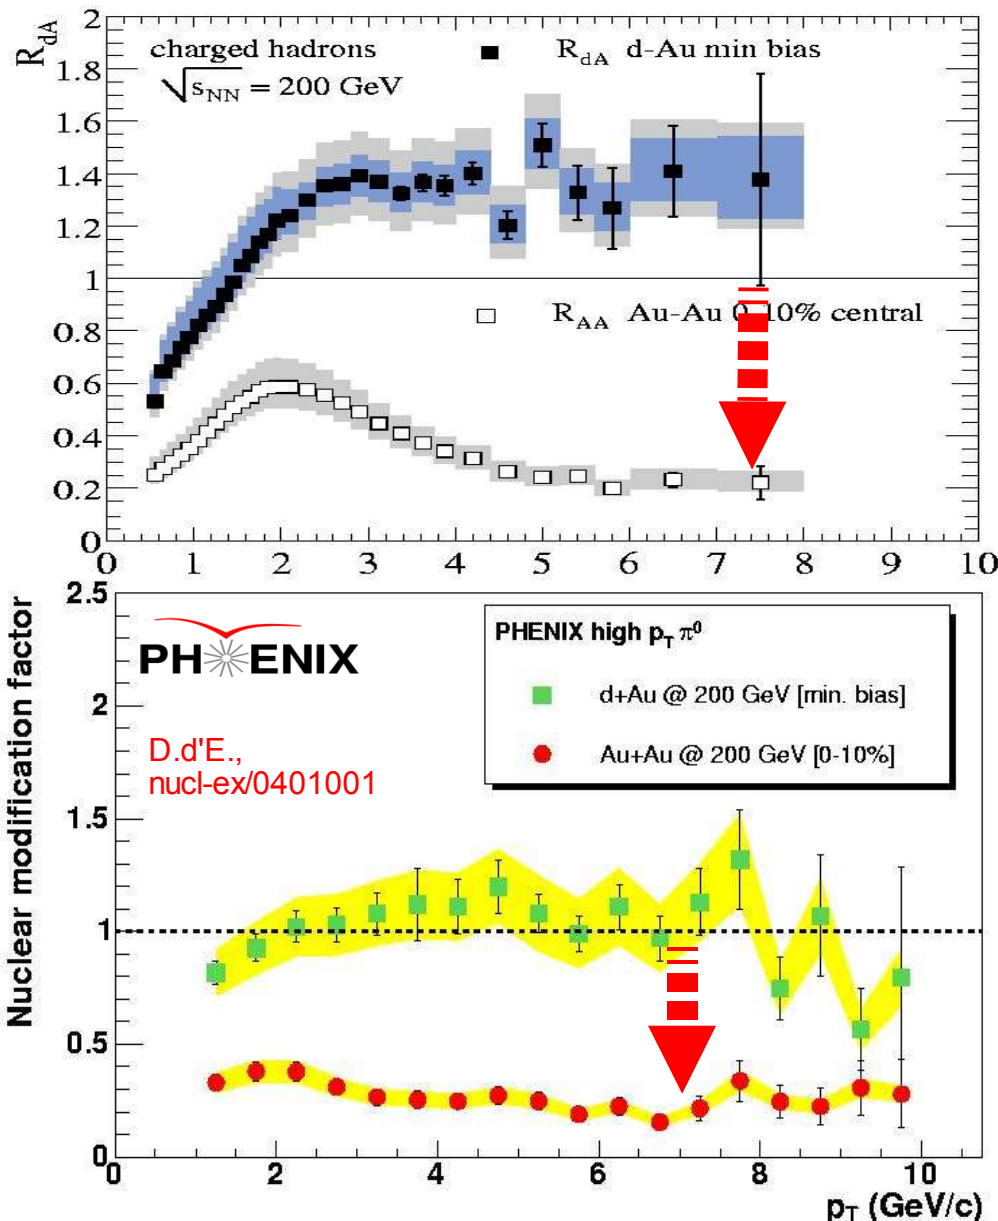 R_dA
2
1.8
1.6
1.4
1.2
1
0.8
0.6
0.4
0.2
0
charged hadrons
√s_NN = 200 GeV
R_dA d-Au min bias
R_AA Au-Au 0-10% central
0 1 2 3 4 5 6 7 8 9 10
Nuclear modification factor
2.5
2
1.5
1
0.5
0
PHENIX
D.d'E.,
nucl-ex/0401001
PHENIX high p_T π⁰
d+Au @ 200 GeV [min. bias]
Au+Au @ 200 GeV [0-10%]
0 2 4 6 8 10
p_T (GeV/c)